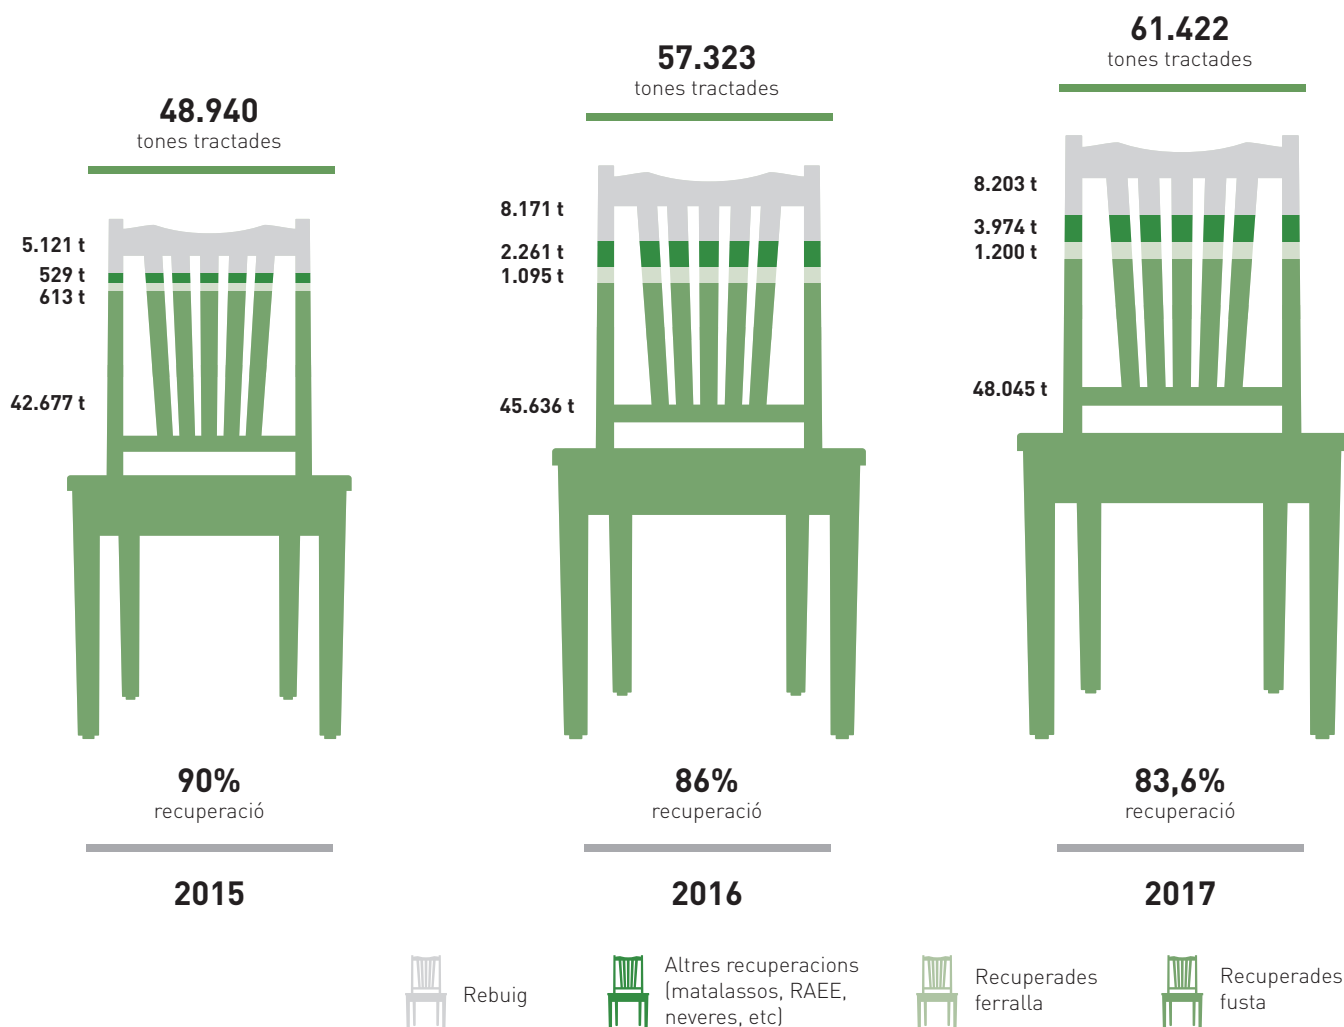 48.940
tones tractades
5.121 t
529 t
613 t
42.677 t
90%
recuperació
2015
57.323
tones tractades
8.171 t
2.261 t
1.095 t
45.636 t
86%
recuperació
2016
61.422
tones tractades
8.203 t
3.974 t
1.200 t
48.045 t
83,6%
recuperació
2017
Rebuig
Altres recuperacions
(matalassos, RAEE,
neveres, etc)
Recuperades
ferralla
Recuperades
fusta